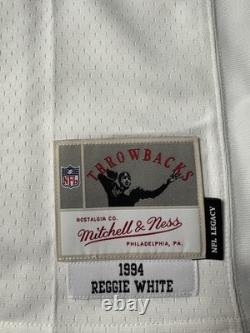 THROWBACKS
NFL
NOSTALGIA CO.
Mitchell & Ness
PHILADELPHIA, PA.
NFL LEGACY
1994
REGGIE WHITE